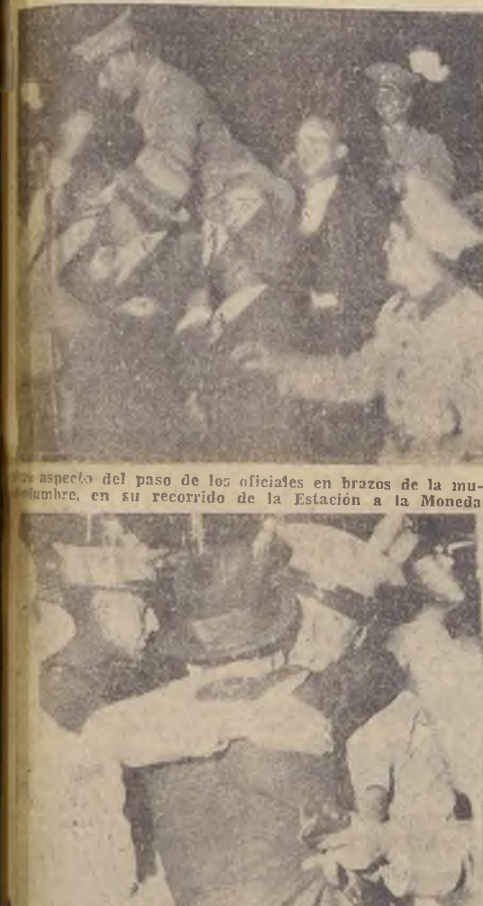 aspecto del paso de los oficiales en brazos de la mu-
en su recorrido de la Estación a la Moneda